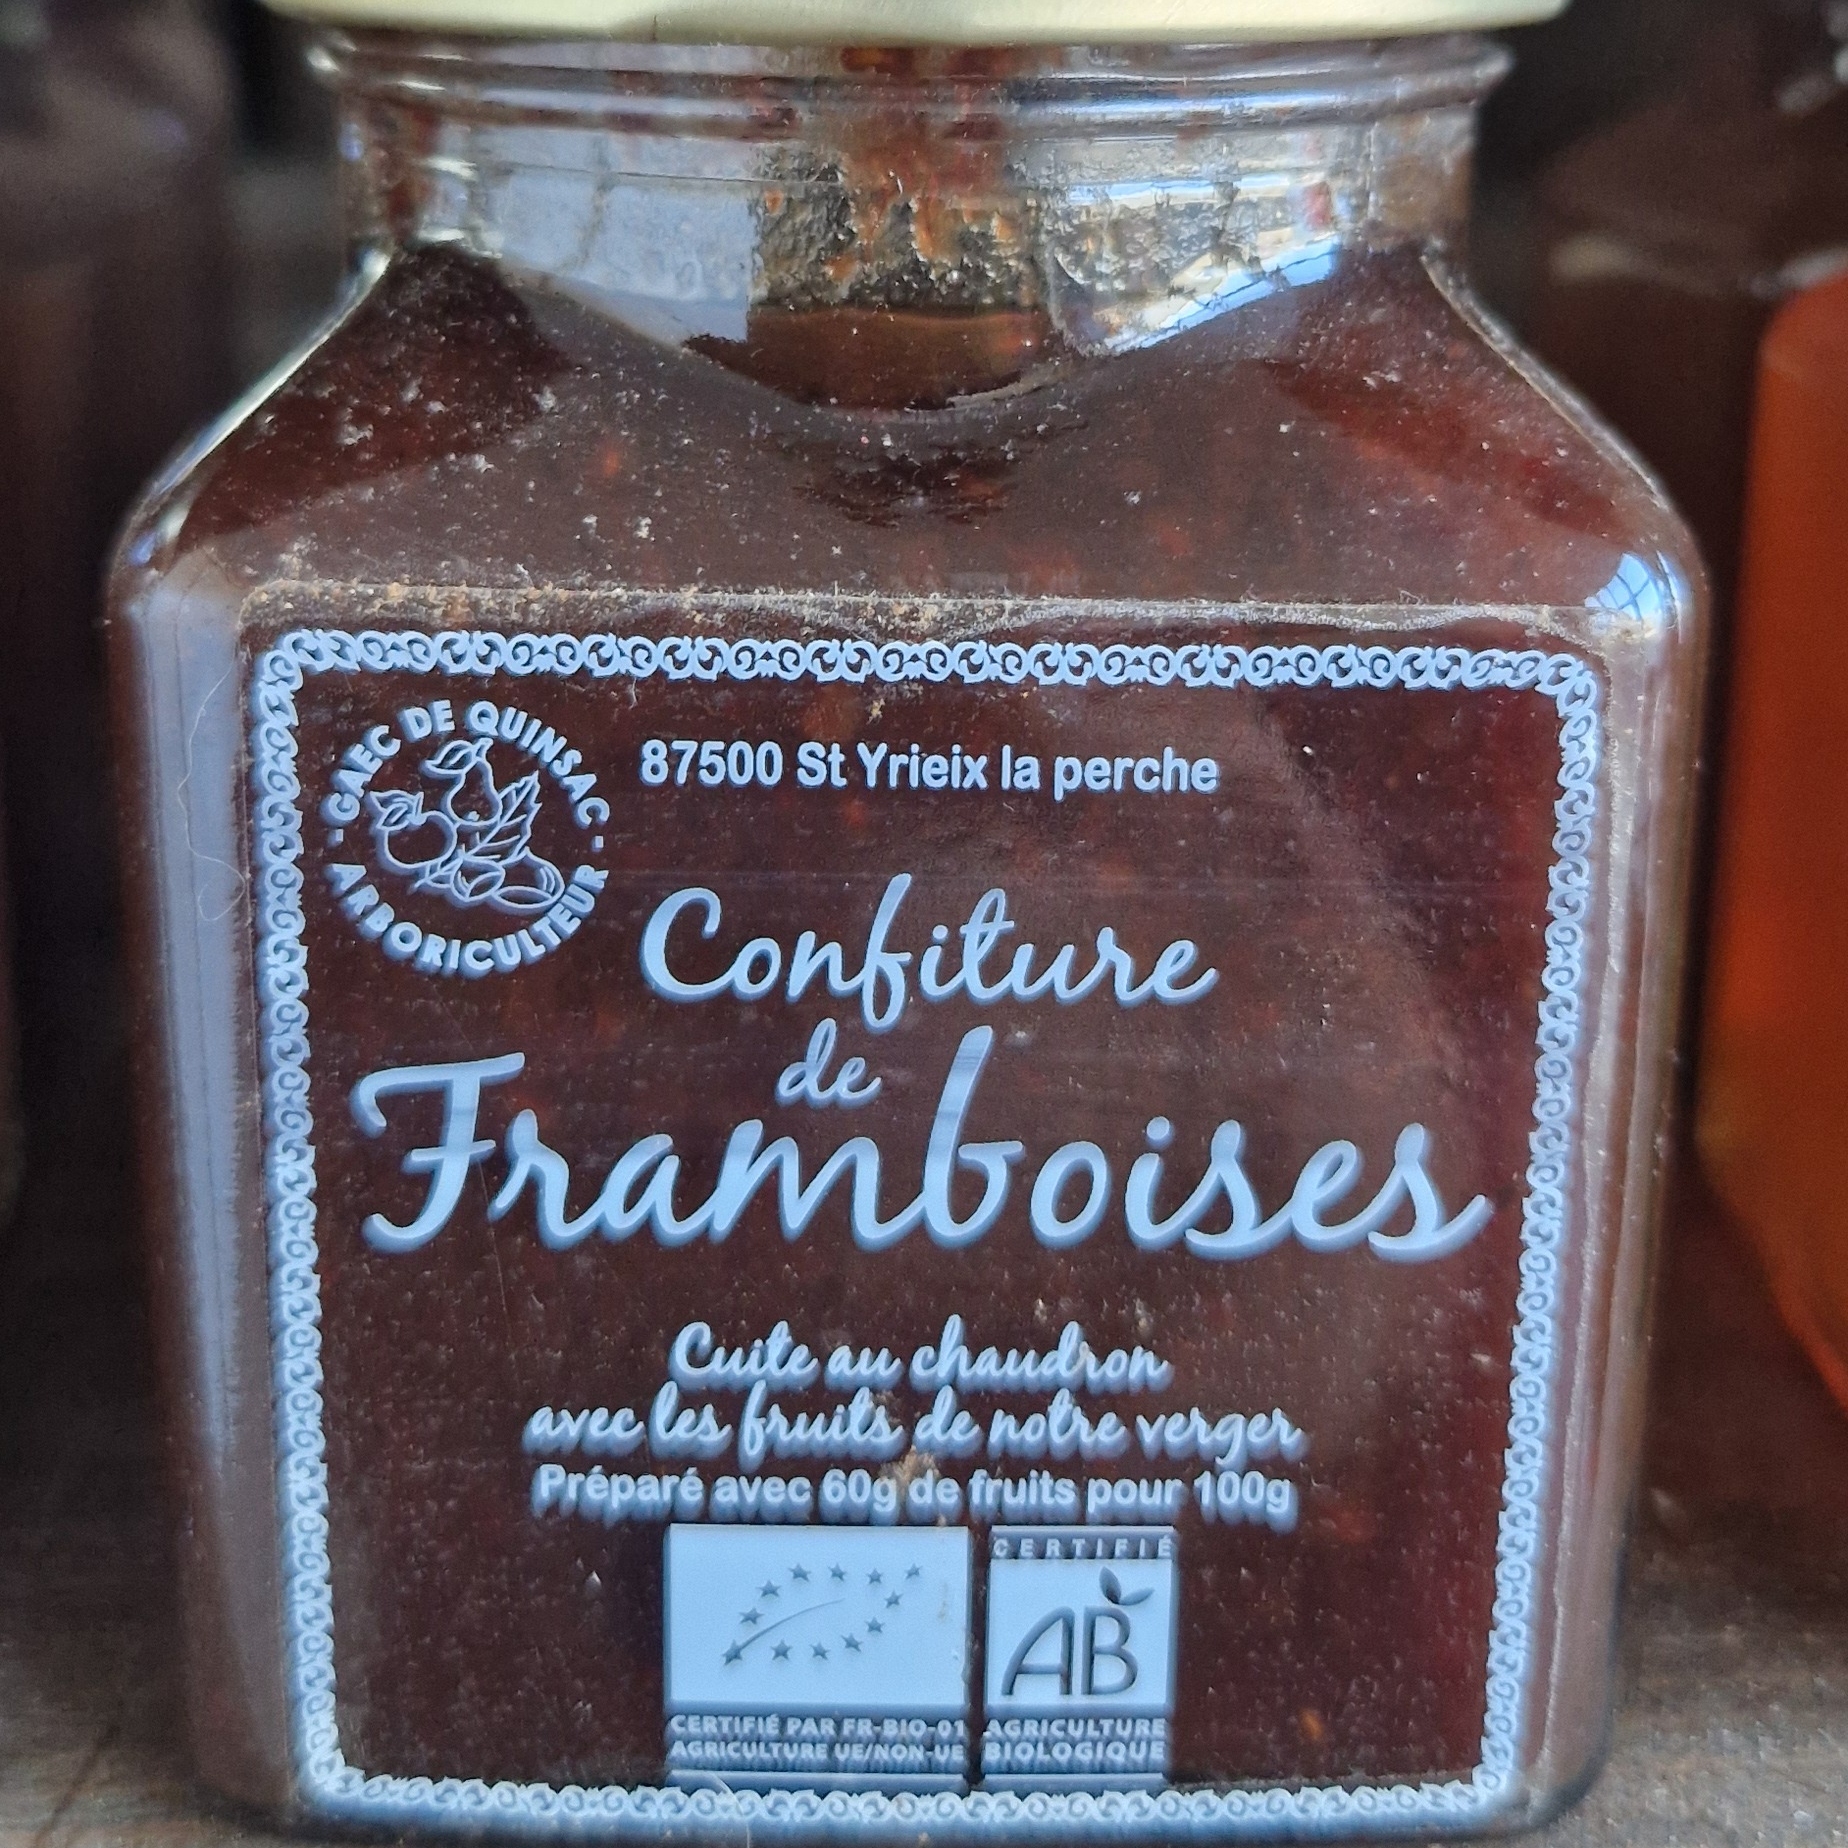 GAEC DE QUINSAC
- ARBORICULTEUR -
87500 St Yrieix la perche
Confiture
de
Framboises
Cuite au chaudron
avec les fruits de notre verger
Préparé avec 60g de fruits pour 100g
CERTIFIÉ PAR FR-BIO-01
AGRICULTURE UE/NON-UE
CERTIFIÉ
AB
AGRICULTURE
BIOLOGIQUE